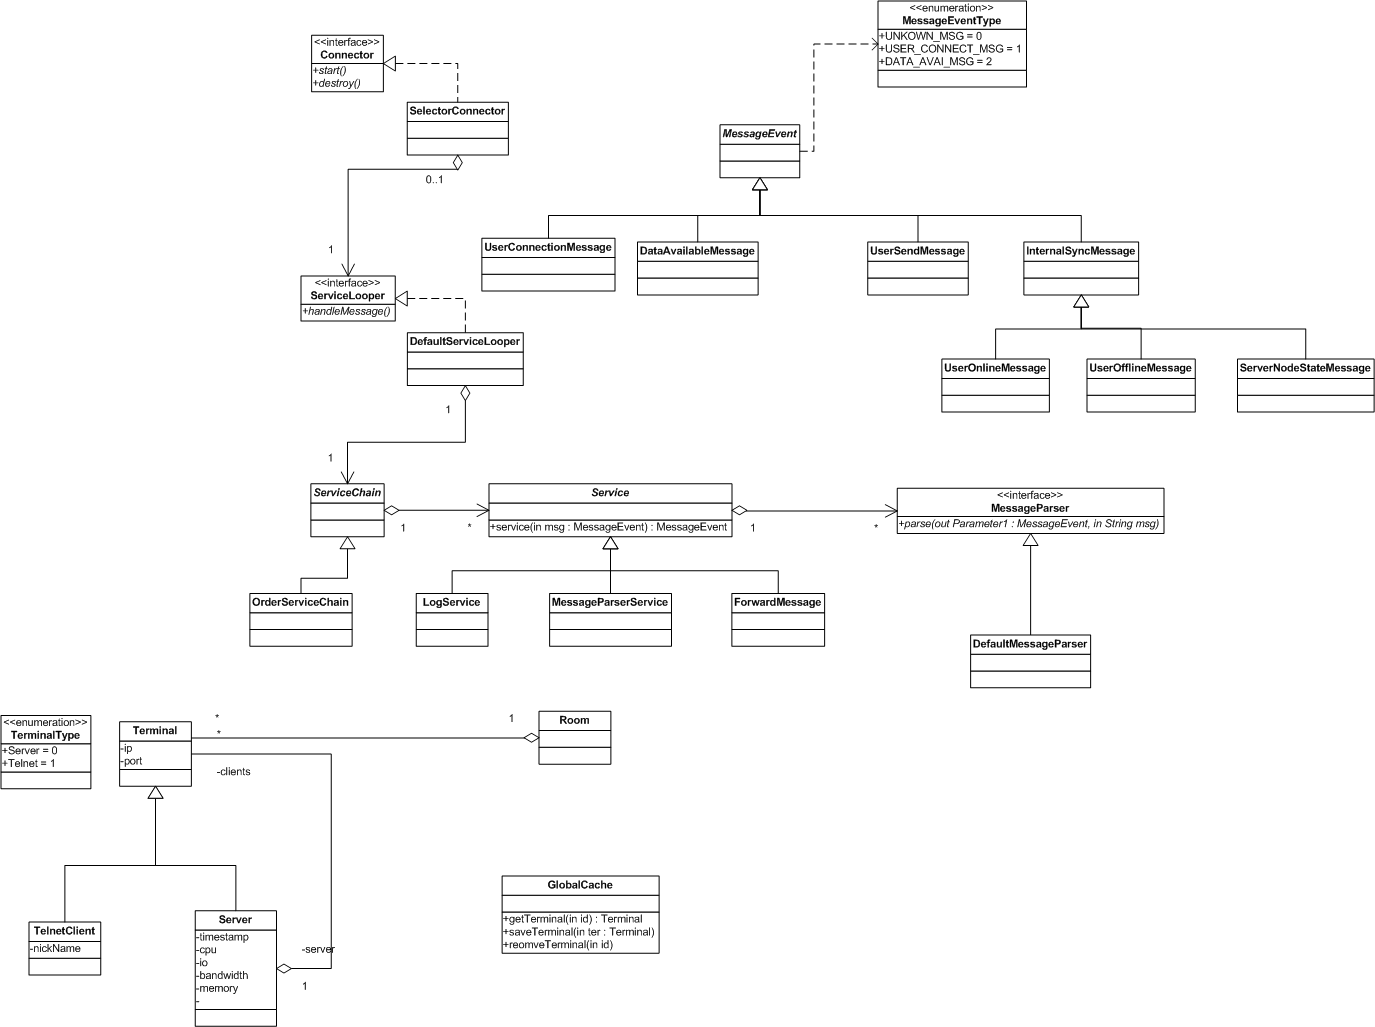 <<enumeration>>
MessageEventType
+UNKOWN_MSG = 0
+USER_CONNECT_MSG = 1
+DATA_AVAI_MSG = 2
<<interface>>
Connector
+start()
+destroy()
SelectorConnector
0..1
1
MessageEvent
UserConnectionMessage
DataAvailableMessage
UserSendMessage
InternalSyncMessage
<<interface>>
ServiceLooper
+handleMessage()
DefaultServiceLooper
1
1
UserOnlineMessage
UserOfflineMessage
ServerNodeStateMessage
ServiceChain
1
*
Service
+service(in msg : MessageEvent) : MessageEvent
1
*
<<interface>>
MessageParser
+parse(out Parameter1 : MessageEvent, in String msg)
OrderServiceChain
LogService
MessageParserService
ForwardMessage
DefaultMessageParser
<<enumeration>>
TerminalType
+Server = 0
+Telnet = 1
Terminal
-ip
-port
*
*
1
Room
-clients
GlobalCache
+getTerminal(in id) : Terminal
+saveTerminal(in ter : Terminal)
+reomveTerminal(in id)
TelnetClient
-nickName
Server
-timestamp
-cpu
-io
-bandwidth
-memory
-
-server
1